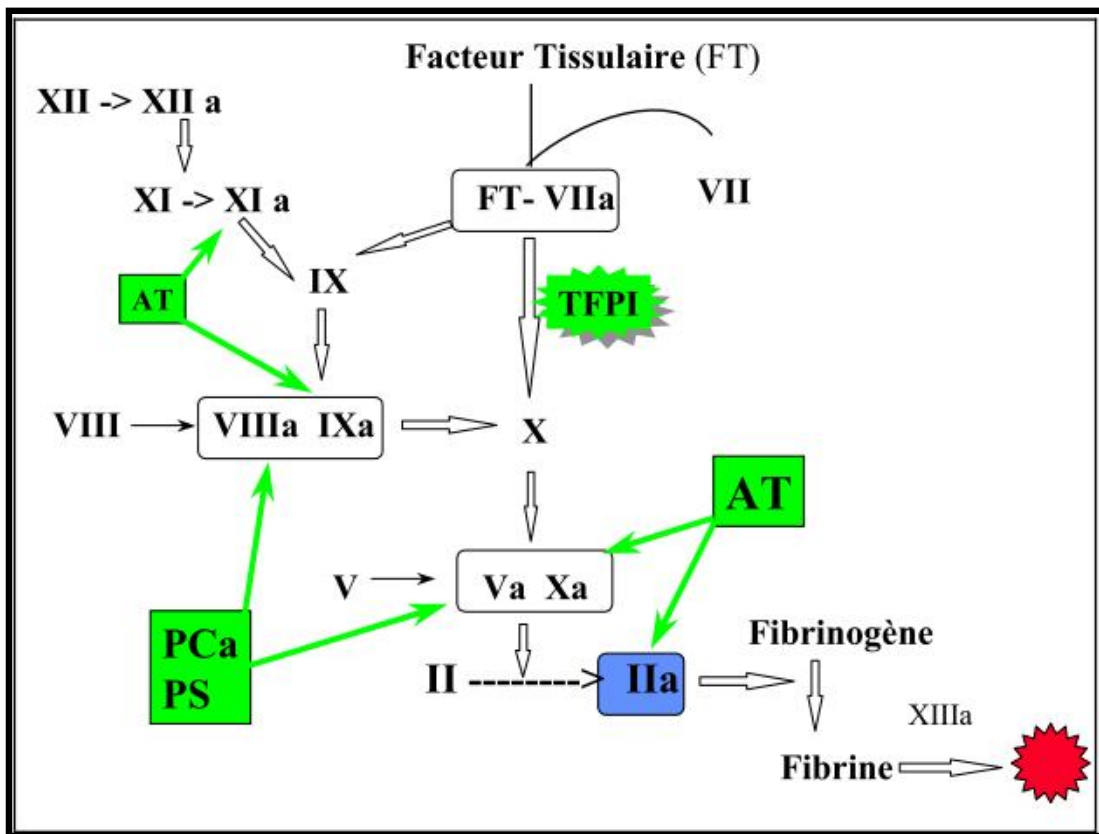 Facteur Tissulaire (FT)
XII -> XII a
XI -> XI a
FT- VIIa
VII
AT
IX
TFPI
VIII
VIIIa IXa
X
AT
V
Va Xa
PCa
PS
II --------> IIa
Fibrinogène
XIIIa
Fibrine